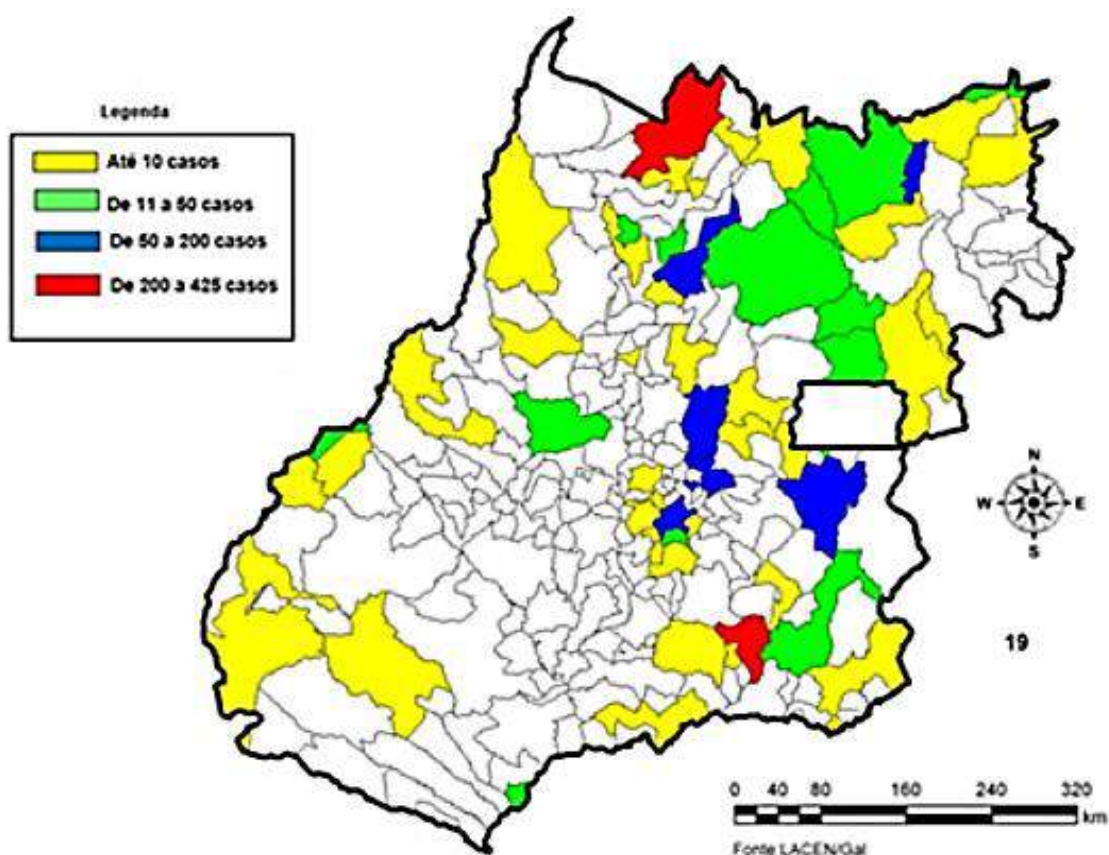 Legenda
Até 10 casos
De 11 a 50 casos
De 50 a 200 casos
De 200 a 425 casos
N
W E
S
19
0 40 80 160 240 320
km
Fonte LACEN/Gal